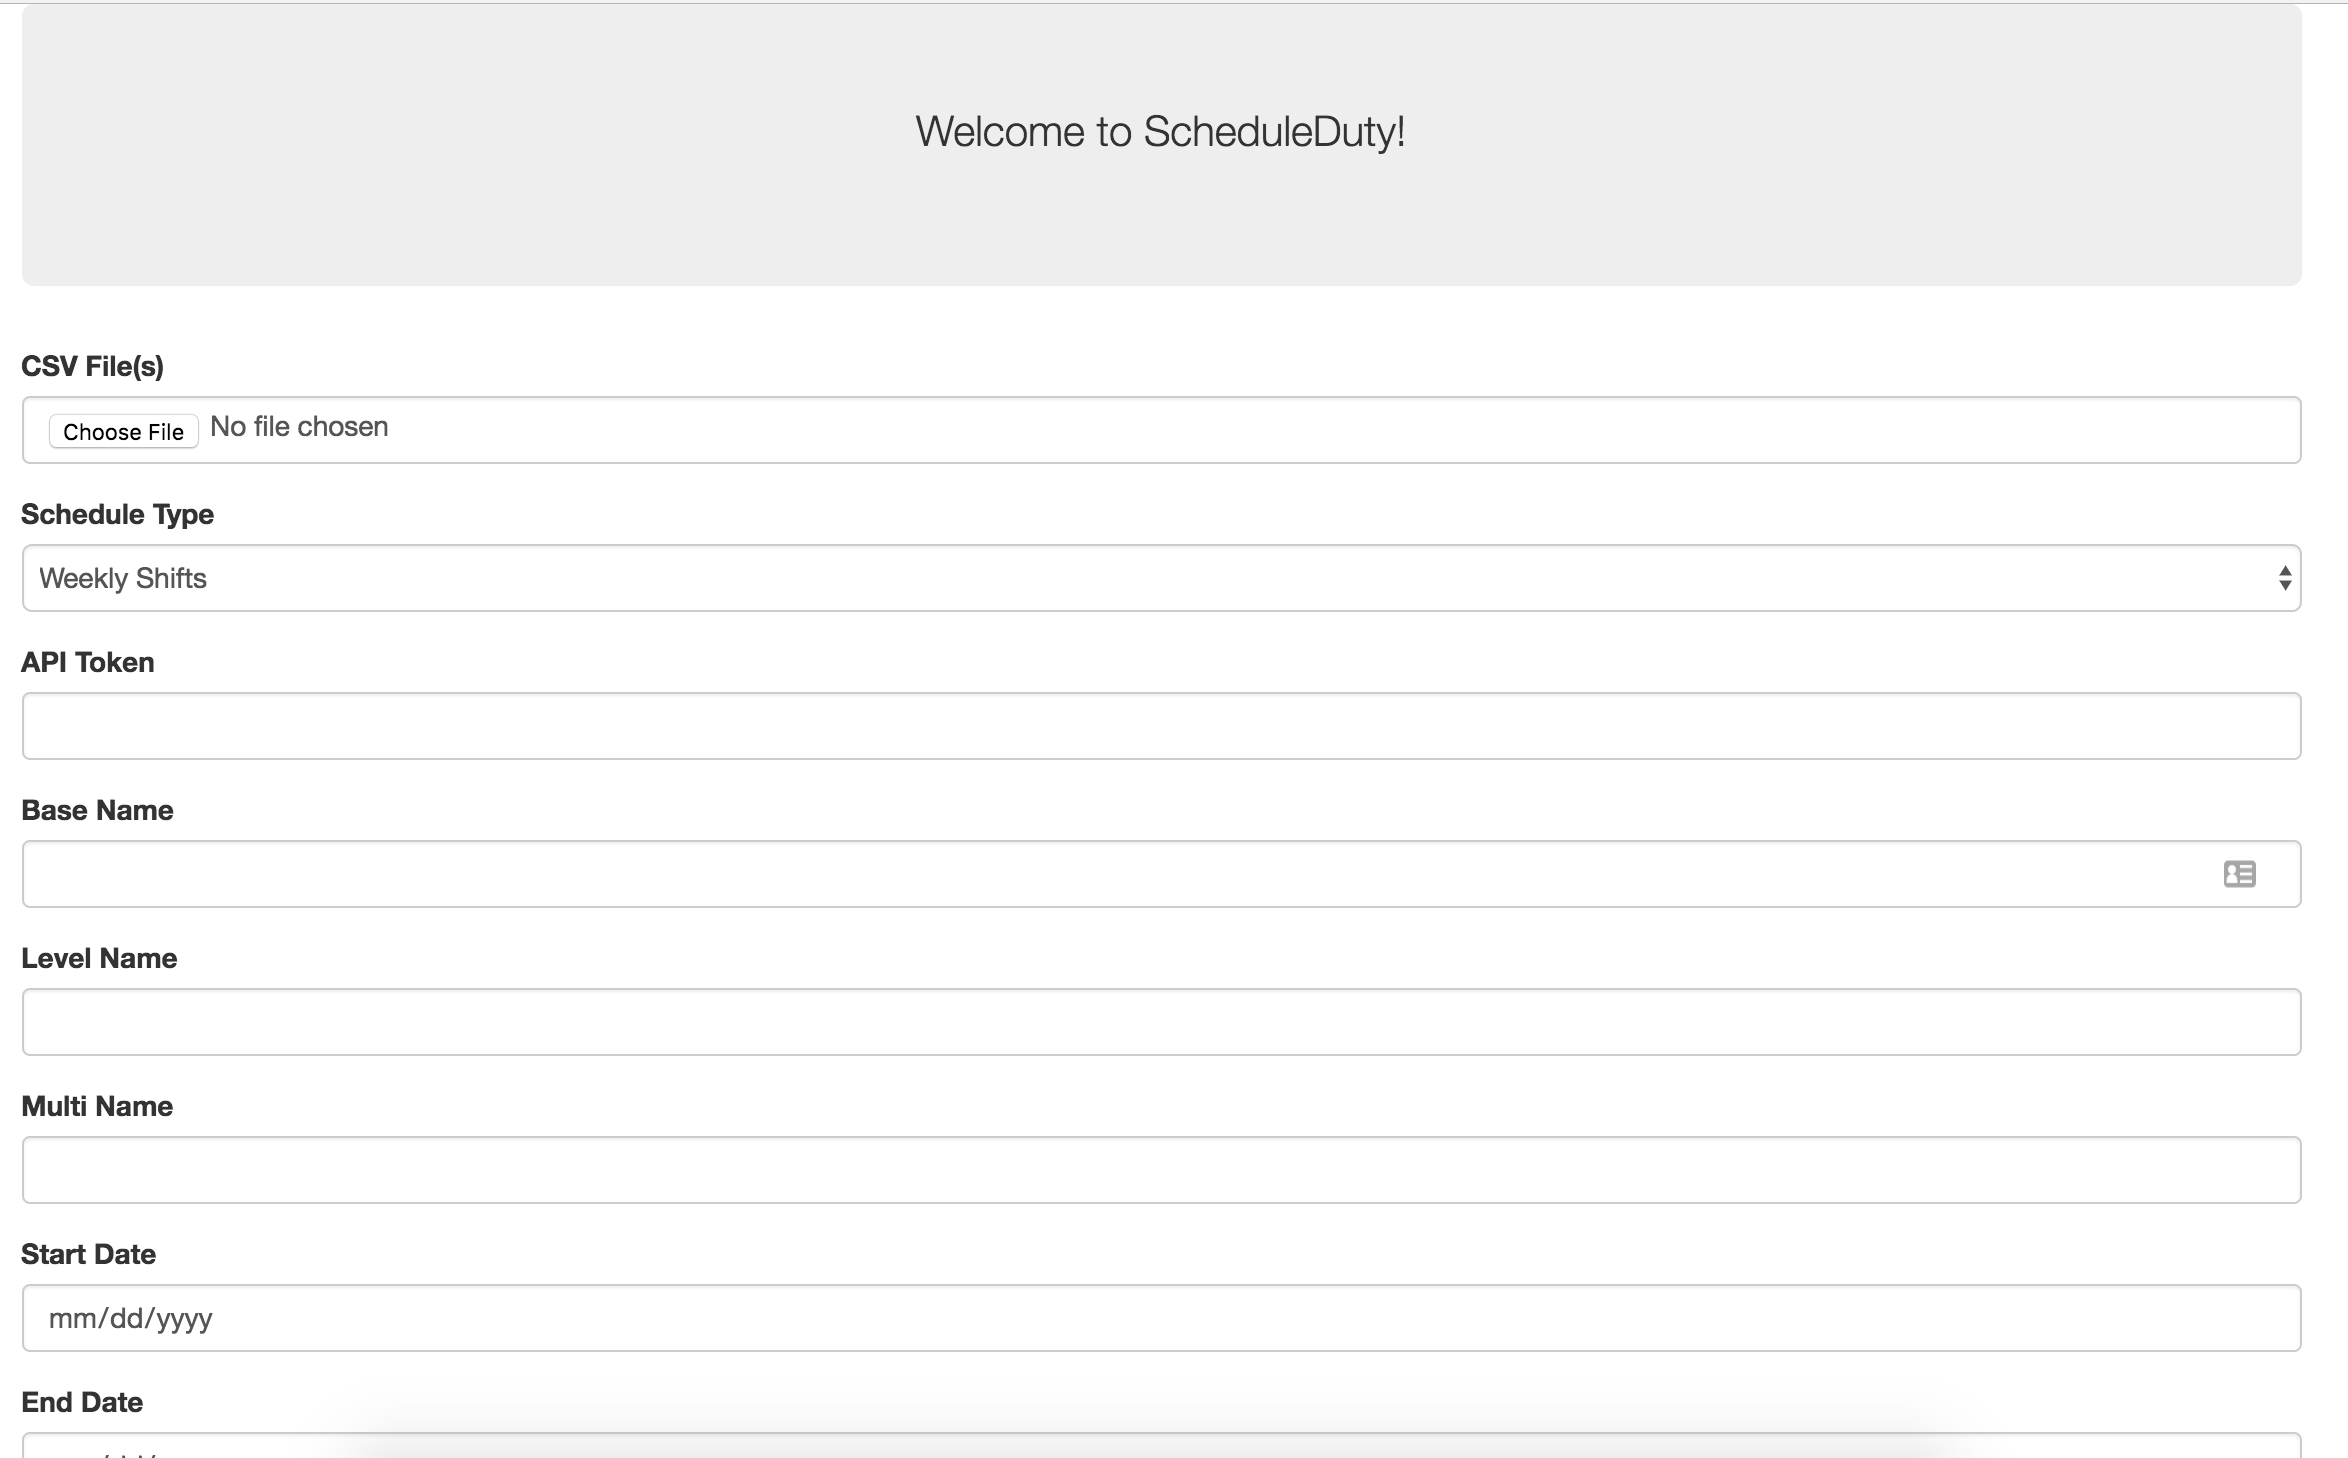 Welcome to ScheduleDuty!
CSV File(s)
Choose File No file chosen
Schedule Type
Weekly Shifts
API Token
Base Name
Level Name
Multi Name
Start Date
mm/dd/yyyy
End Date